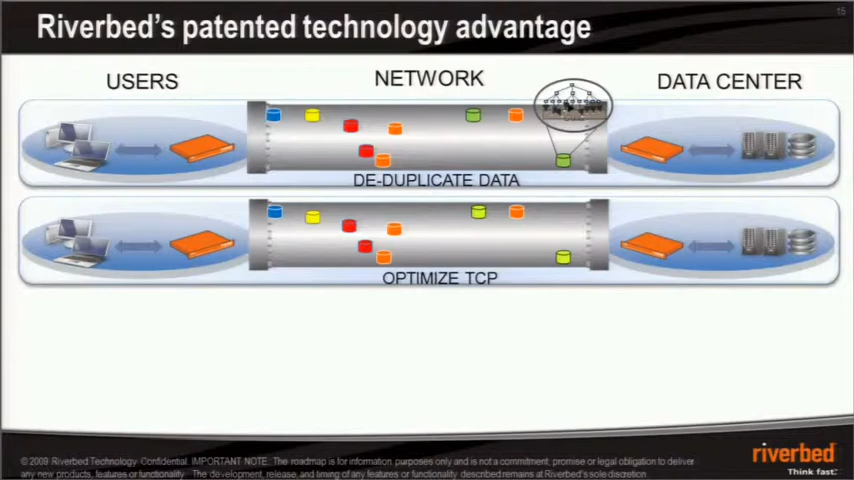 15
Riverbed's patented technology advantage
USERS
NETWORK
DATA CENTER
DE-DUPLICATE DATA
OPTIMIZE TCP
© 2009 Riverbed Technology Confidential. IMPORTANT NOTE: The roadmap is for information purposes only and is not a commitment, promise or legal obligation to deliver
any new products, features or functionality. The development, release, and timing of any features or functionality described remains at Riverbed's sole discretion.
riverbed
Think fast.™